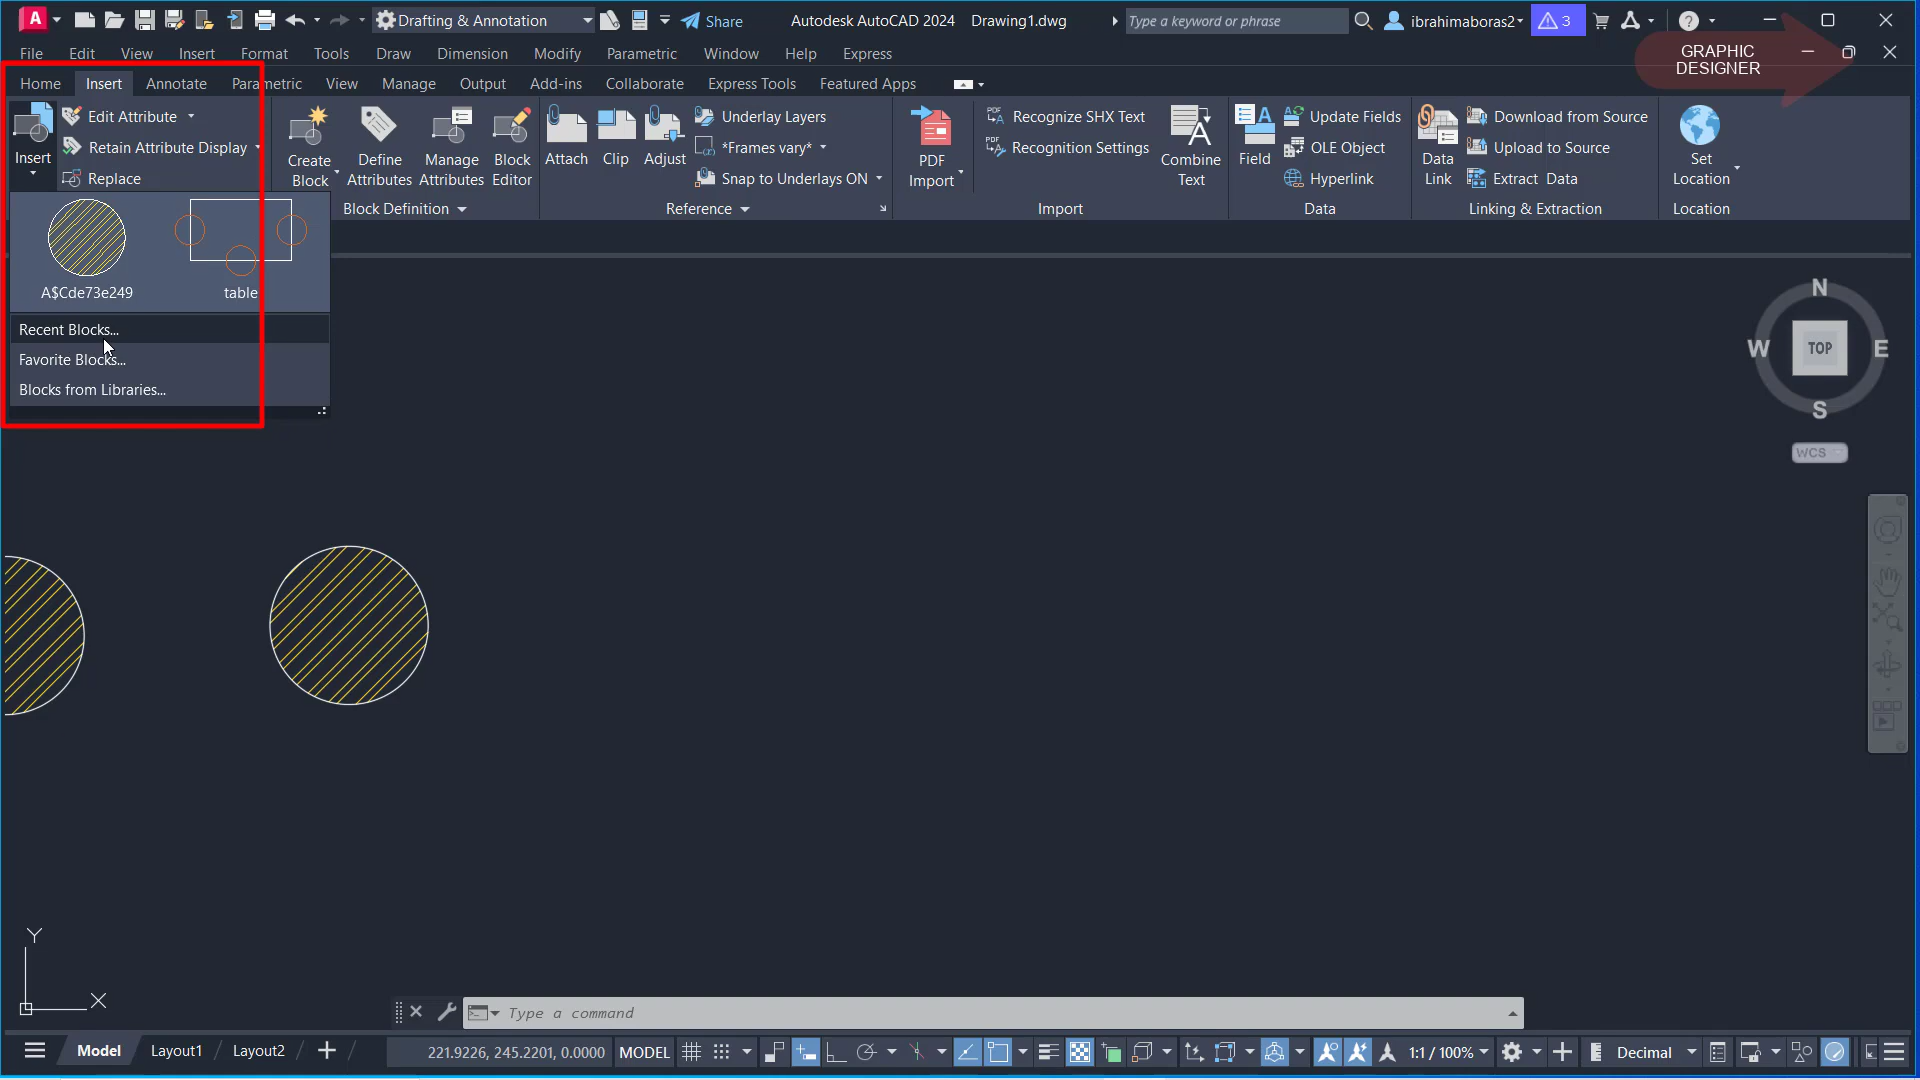 A Drafting & Annotation Share Autodesk AutoCAD 2024 Drawing1.dwg Type a keyword or phrase ibrahimaboras2 3
File Edit View Insert Format Tools Draw Dimension Modify Parametric Window Help Express
GRAPHIC
DESIGNER
Home Insert Annotate Parametric View Manage Output Add-ins Collaborate Express Tools Featured Apps
Insert
Edit Attribute
Retain Attribute Display
Replace
Create
Block
Define
Attributes
Manage
Attributes
Block
Editor
Block Definition
Attach
Clip
Adjust
Underlay Layers
*Frames vary*
Snap to Underlays ON
Reference
PDF
Import
Recognize SHX Text
Recognition Settings
Combine
Text
Import
Field
Update Fields
OLE Object
Hyperlink
Data
Data
Link
Download from Source
Upload to Source
Extract Data
Linking & Extraction
Set
Location
Location
A$Cde73e249
table
Recent Blocks...
Favorite Blocks...
Blocks from Libraries...
N
W TOP E
S
WCS
Y
X
Type a command
Model Layout1 Layout2 221.9226, 245.2201, 0.0000 MODEL 1:1 / 100% Decimal